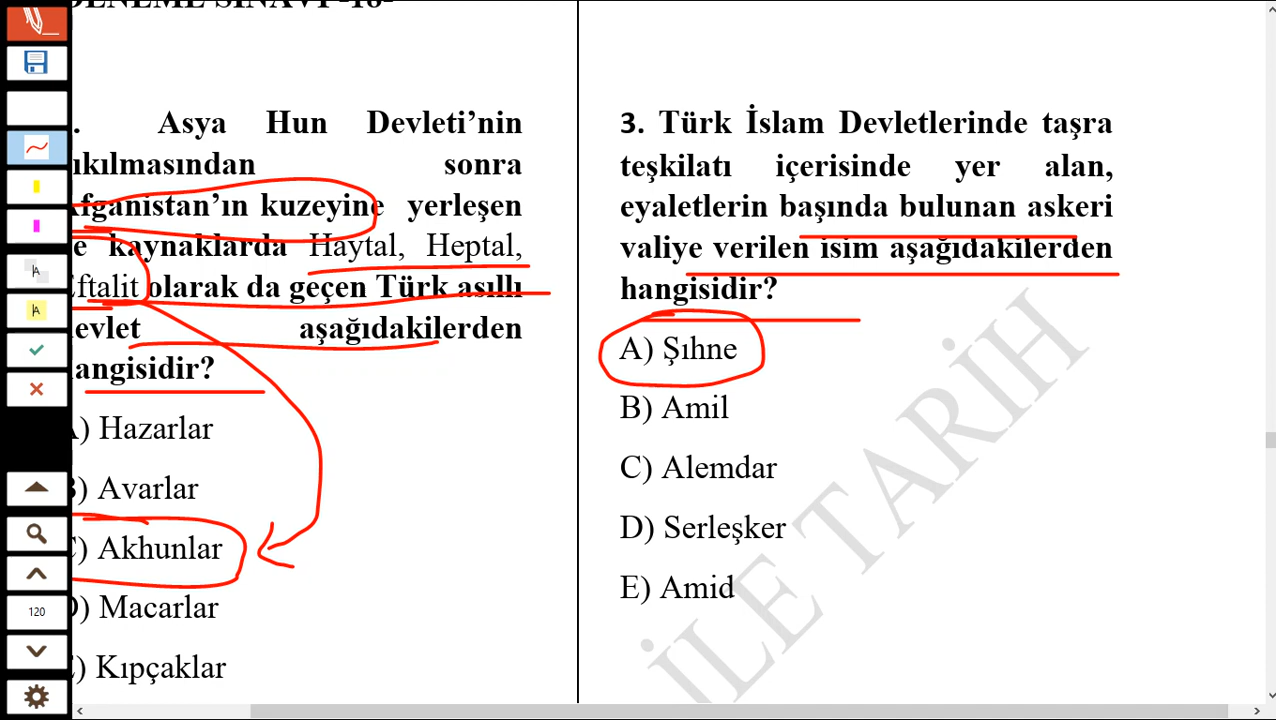 DENEME SINAVI -18-
. Asya Hun Devleti’nin
ıkılmasından sonra
fganistan’ın kuzeyine yerleşen
e kaynaklarda Haytal, Heptal,
Eftalit olarak da geçen Türk asıllı
evlet aşağıdakilerden
angisidir?
A) Hazarlar
B) Avarlar
C) Akhunlar
D) Macarlar
E) Kıpçaklar
3. Türk İslam Devletlerinde taşra
teşkilatı içerisinde yer alan,
eyaletlerin başında bulunan askeri
valiye verilen isim aşağıdakilerden
hangisidir?
A) Şıhne
B) Amil
C) Alemdar
D) Serleşker
E) Amid
İLE TARİH
A
A
120